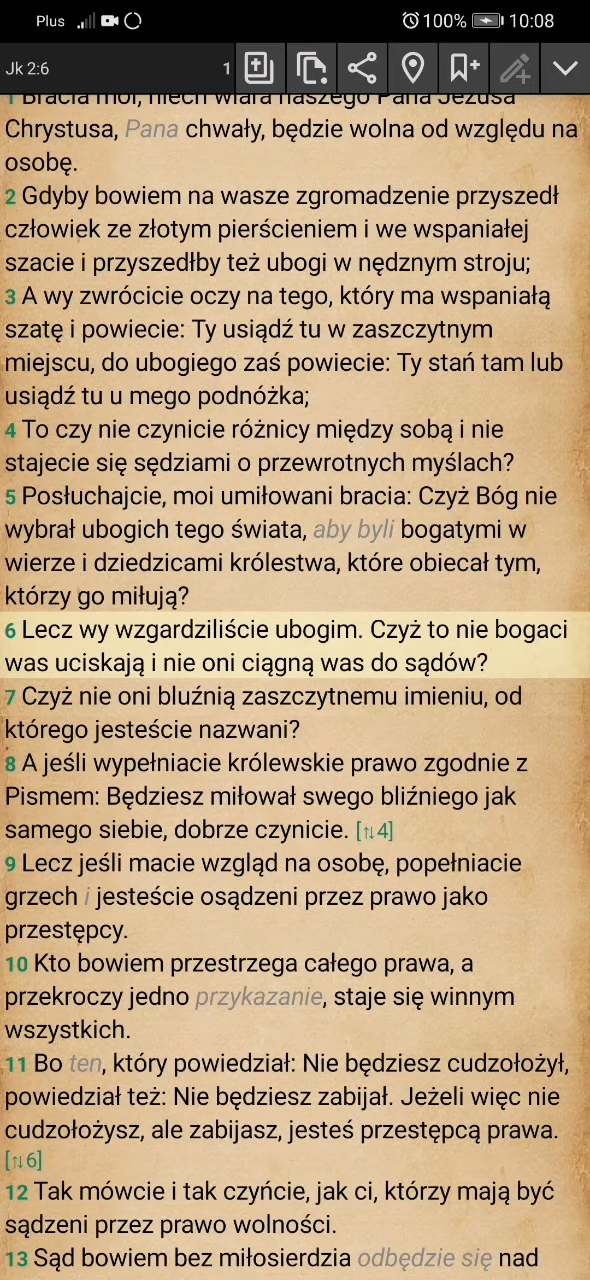 Plus 100% 10:08
Jk 2:6 1
1 Bracia moi, niech wiara naszego Pana Jezusa
Chrystusa, Pana chwały, będzie wolna od względu na
osobę.
2 Gdyby bowiem na wasze zgromadzenie przyszedł
człowiek ze złotym pierścieniem i we wspaniałej
szacie i przyszedłby też ubogi w nędznym stroju;
3 A wy zwrócicie oczy na tego, który ma wspaniałą
szatę i powiecie: Ty usiądź tu w zaszczytnym
miejscu, do ubogiego zaś powiecie: Ty stań tam lub
usiądź tu u mego podnóżka;
4 To czy nie czynicie różnicy między sobą i nie
stajecie się sędziami o przewrotnych myślach?
5 Posłuchajcie, moi umiłowani bracia: Czyż Bóg nie
wybrał ubogich tego świata, aby byli bogatymi w
wierze i dziedzicami królestwa, które obiecał tym,
którzy go miłują?
6 Lecz wy wzgardziliście ubogim. Czyż to nie bogaci
was uciskają i nie oni ciągną was do sądów?
7 Czyż nie oni bluźnią zaszczytnemu imieniu, od
którego jesteście nazwani?
8 A jeśli wypełniacie królewskie prawo zgodnie z
Pismem: Będziesz miłował swego bliźniego jak
samego siebie, dobrze czynicie. [⇅4]
9 Lecz jeśli macie wzgląd na osobę, popełniacie
grzech i jesteście osądzeni przez prawo jako
przestępcy.
10 Kto bowiem przestrzega całego prawa, a
przekroczy jedno przykazanie, staje się winnym
wszystkich.
11 Bo ten, który powiedział: Nie będziesz cudzołożył,
powiedział też: Nie będziesz zabijał. Jeżeli więc nie
cudzołożysz, ale zabijasz, jesteś przestępcą prawa.
[⇅6]
12 Tak mówcie i tak czyńcie, jak ci, którzy mają być
sądzeni przez prawo wolności.
13 Sąd bowiem bez miłosierdzia odbędzie się nad